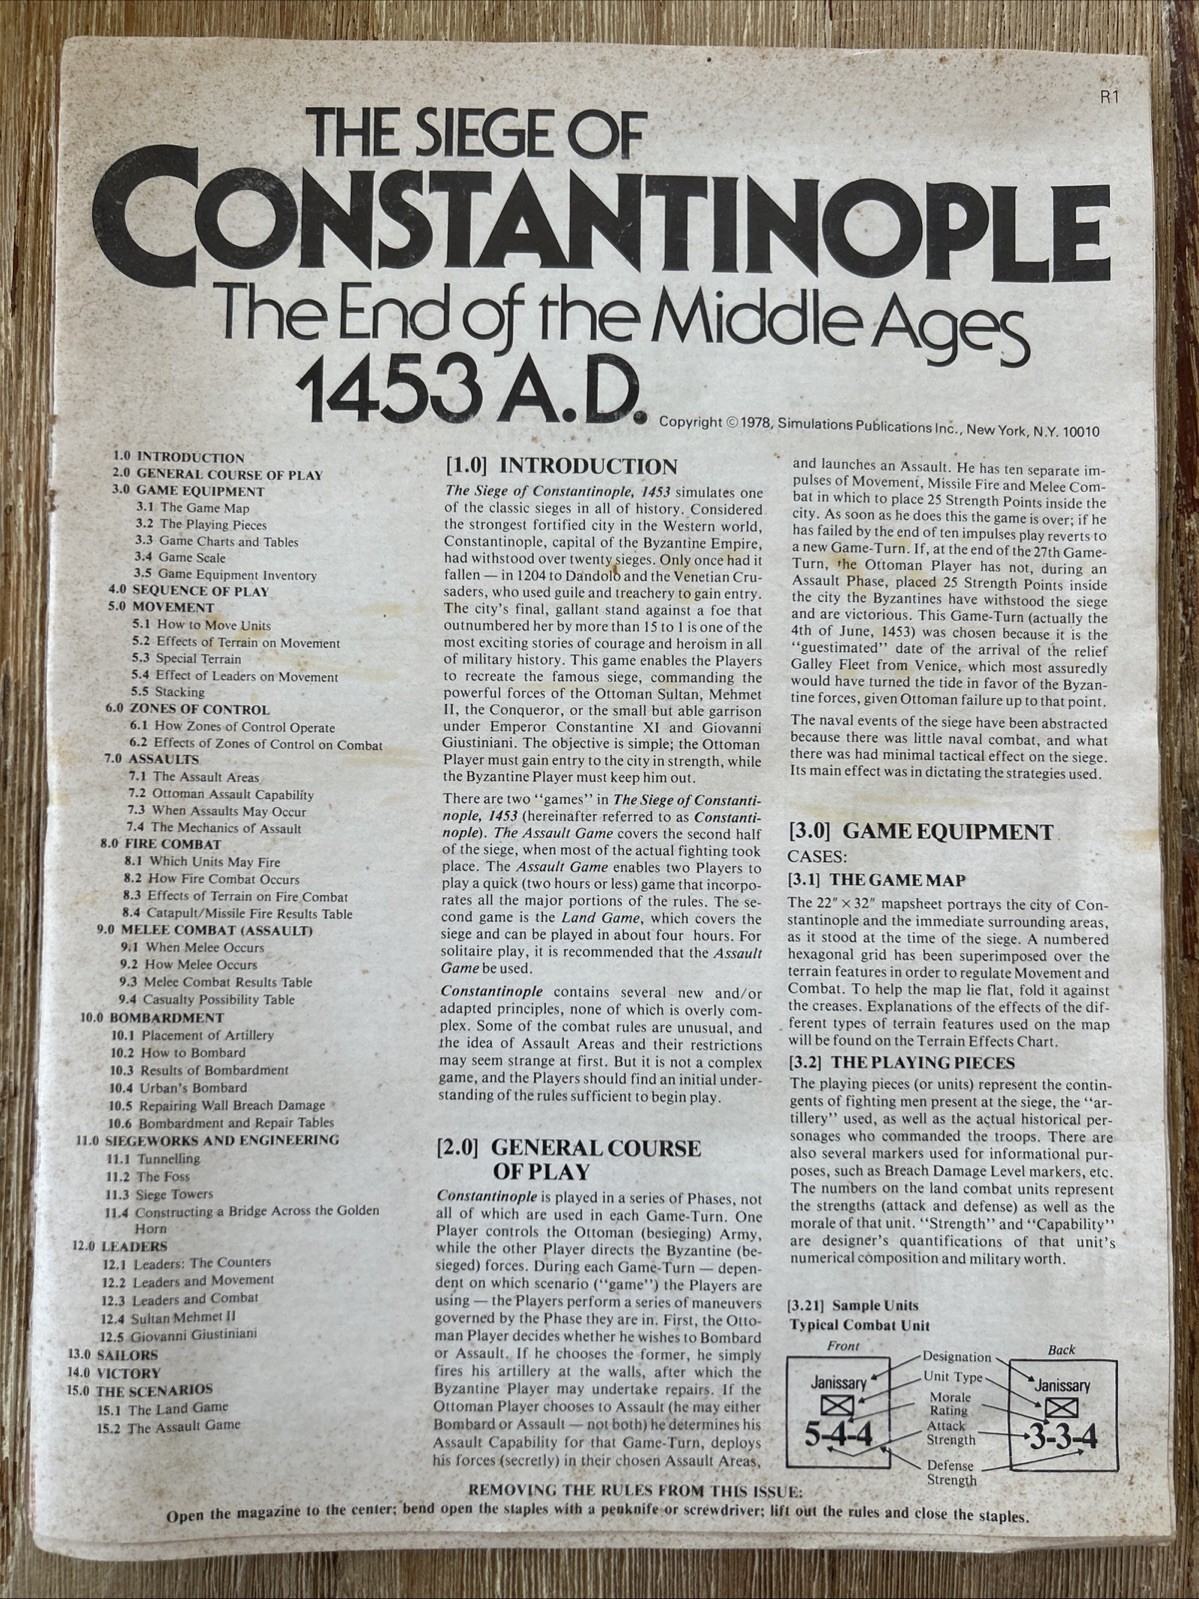 R1
THE SIEGE OF
CONSTANTINOPLE
The End of the Middle Ages
1453 A.D.
Copyright ©1978, Simulations Publications Inc., New York, N.Y. 10010
1.0 INTRODUCTION
2.0 GENERAL COURSE OF PLAY
3.0 GAME EQUIPMENT
3.1 The Game Map
3.2 The Playing Pieces
3.3 Game Charts and Tables
3.4 Game Scale
3.5 Game Equipment Inventory
4.0 SEQUENCE OF PLAY
5.0 MOVEMENT
5.1 How to Move Units
5.2 Effects of Terrain on Movement
5.3 Special Terrain
5.4 Effect of Leaders on Movement
5.5 Stacking
6.0 ZONES OF CONTROL
6.1 How Zones of Control Operate
6.2 Effects of Zones of Control on Combat
7.0 ASSAULTS
7.1 The Assault Areas
7.2 Ottoman Assault Capability
7.3 When Assaults May Occur
7.4 The Mechanics of Assault
8.0 FIRE COMBAT
8.1 Which Units May Fire
8.2 How Fire Combat Occurs
8.3 Effects of Terrain on Fire Combat
8.4 Catapult/Missile Fire Results Table
9.0 MELEE COMBAT (ASSAULT)
9.1 When Melee Occurs
9.2 How Melee Occurs
9.3 Melee Combat Results Table
9.4 Casualty Possibility Table
10.0 BOMBARDMENT
10.1 Placement of Artillery
10.2 How to Bombard
10.3 Results of Bombardment
10.4 Urban's Bombard
10.5 Repairing Wall Breach Damage
10.6 Bombardment and Repair Tables
11.0 SIEGEWORKS AND ENGINEERING
11.1 Tunnelling
11.2 The Foss
11.3 Siege Towers
11.4 Constructing a Bridge Across the Golden
Horn
12.0 LEADERS
12.1 Leaders: The Counters
12.2 Leaders and Movement
12.3 Leaders and Combat
12.4 Sultan Mehmet II
12.5 Giovanni Giustiniani
13.0 SAILORS
14.0 VICTORY
15.0 THE SCENARIOS
15.1 The Land Game
15.2 The Assault Game
[1.0] INTRODUCTION
The Siege of Constantinople, 1453 simulates one
of the classic sieges in all of history. Considered
the strongest fortified city in the Western world,
Constantinople, capital of the Byzantine Empire,
had withstood over twenty sieges. Only once had it
fallen — in 1204 to Dandolo and the Venetian Cru-
saders, who used guile and treachery to gain entry.
The city's final, gallant stand against a foe that
outnumbered her by more than 15 to 1 is one of the
most exciting stories of courage and heroism in all
of military history. This game enables the Players
to recreate the famous siege, commanding the
powerful forces of the Ottoman Sultan, Mehmet
II, the Conqueror, or the small but able garrison
under Emperor Constantine XI and Giovanni
Giustiniani. The objective is simple; the Ottoman
Player must gain entry to the city in strength, while
the Byzantine Player must keep him out.
There are two "games" in The Siege of Constanti-
nople, 1453 (hereinafter referred to as Constanti-
nople). The Assault Game covers the second half
of the siege, when most of the actual fighting took
place. The Assault Game enables two Players to
play a quick (two hours or less) game that incorpo-
rates all the major portions of the rules. The se-
cond game is the Land Game, which covers the
siege and can be played in about four hours. For
solitaire play, it is recommended that the Assault
Game be used.
Constantinople contains several new and/or
adapted principles, none of which is overly com-
plex. Some of the combat rules are unusual, and
the idea of Assault Areas and their restrictions
may seem strange at first. But it is not a complex
game, and the Players should find an initial under-
standing of the rules sufficient to begin play.
[2.0] GENERAL COURSE
OF PLAY
Constantinople is played in a series of Phases, not
all of which are used in each Game-Turn. One
Player controls the Ottoman (besieging) Army,
while the other Player directs the Byzantine (be-
sieged) forces. During each Game-Turn — depen-
dent on which scenario ("game") the Players are
using — the Players perform a series of maneuvers
governed by the Phase they are in. First, the Otto-
man Player decides whether he wishes to Bombard
or Assault. If he chooses the former, he simply
fires his artillery at the walls, after which the
Byzantine Player may undertake repairs. If the
Ottoman Player chooses to Assault (he may either
Bombard or Assault — not both) he determines his
Assault Capability for that Game-Turn, deploys
his forces (secretly) in their chosen Assault Areas,
and launches an Assault. He has ten separate im-
pulses of Movement, Missile Fire and Melee Com-
bat in which to place 25 Strength Points inside the
city. As soon as he does this the game is over; if he
has failed by the end of ten impulses play reverts to
a new Game-Turn. If, at the end of the 27th Game-
Turn, the Ottoman Player has not, during an
Assault Phase, placed 25 Strength Points inside
the city the Byzantines have withstood the siege
and are victorious. This Game-Turn (actually the
4th of June, 1453) was chosen because it is the
"guestimated" date of the arrival of the relief
Galley Fleet from Venice, which most assuredly
would have turned the tide in favor of the Byzan-
tine forces, given Ottoman failure up to that point.
The naval events of the siege have been abstracted
because there was little naval combat, and what
there was had minimal tactical effect on the siege.
Its main effect was in dictating the strategies used.
[3.0] GAME EQUIPMENT
CASES:
[3.1] THE GAME MAP
The 22" × 32" mapsheet portrays the city of Con-
stantinople and the immediate surrounding areas,
as it stood at the time of the siege. A numbered
hexagonal grid has been superimposed over the
terrain features in order to regulate Movement and
Combat. To help the map lie flat, fold it against
the creases. Explanations of the effects of the dif-
ferent types of terrain features used on the map
will be found on the Terrain Effects Chart.
[3.2] THE PLAYING PIECES
The playing pieces (or units) represent the contin-
gents of fighting men present at the siege, the "ar-
tillery" used, as well as the actual historical per-
sonages who commanded the troops. There are
also several markers used for informational pur-
poses, such as Breach Damage Level markers, etc.
The numbers on the land combat units represent
the strengths (attack and defense) as well as the
morale of that unit. "Strength" and "Capability"
are designer's quantifications of that unit's
numerical composition and military worth.
[3.21] Sample Units
Typical Combat Unit
Front
Back
Janissary
5-4-4
Designation
Unit Type
Morale
Rating
Attack
Strength
Defense
Strength
Janissary
3-3-4
REMOVING THE RULES FROM THIS ISSUE:
Open the magazine to the center; bend open the staples with a penknife or screwdriver; lift out the rules and close the staples.